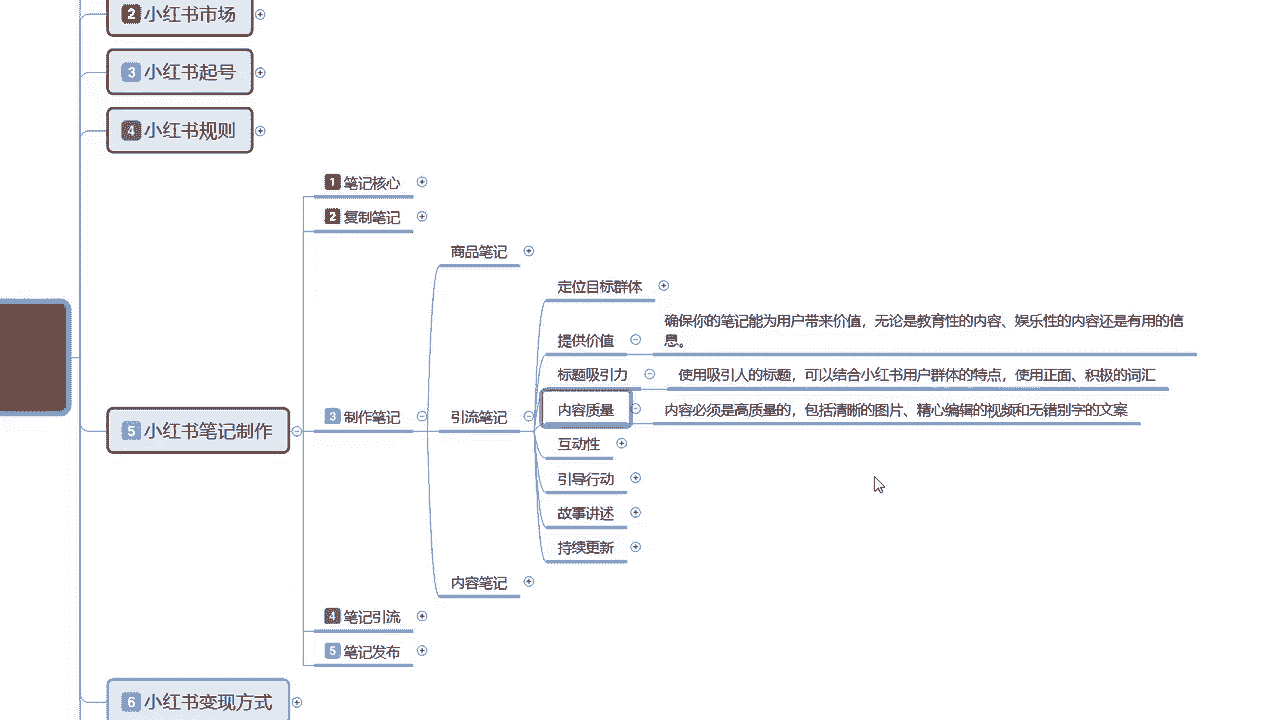 2 小红书市场
3 小红书起号
4 小红书规则
1 笔记核心
2 复制笔记
商品笔记
定位目标群体
确保你的笔记能为用户带来价值，无论是教育性的内容、娱乐性的内容还是有用的信
息。
提供价值
标题吸引力
使用吸引人的标题，可以结合小红书用户群体的特点，使用正面、积极的词汇
内容质量
内容必须是高质量的，包括清晰的图片、精心编辑的视频和无错别字的文案
5 小红书笔记制作
3 制作笔记
引流笔记
互动性
引导行动
故事讲述
持续更新
内容笔记
4 笔记引流
5 笔记发布
6 小红书变现方式